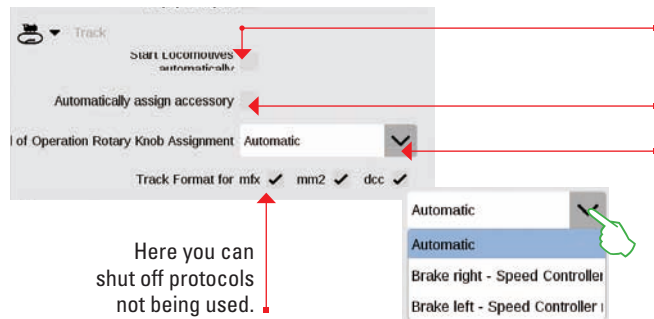 Track
Start Locomotives
automatically
Automatically assign accessory
l of Operation Rotary Knob Assignment Automatic
Track Format for mfx mm2 dcc
Here you can
shut off protocols
not being used.
Automatic
Automatic
Brake right - Speed Controller
Brake left - Speed Controller